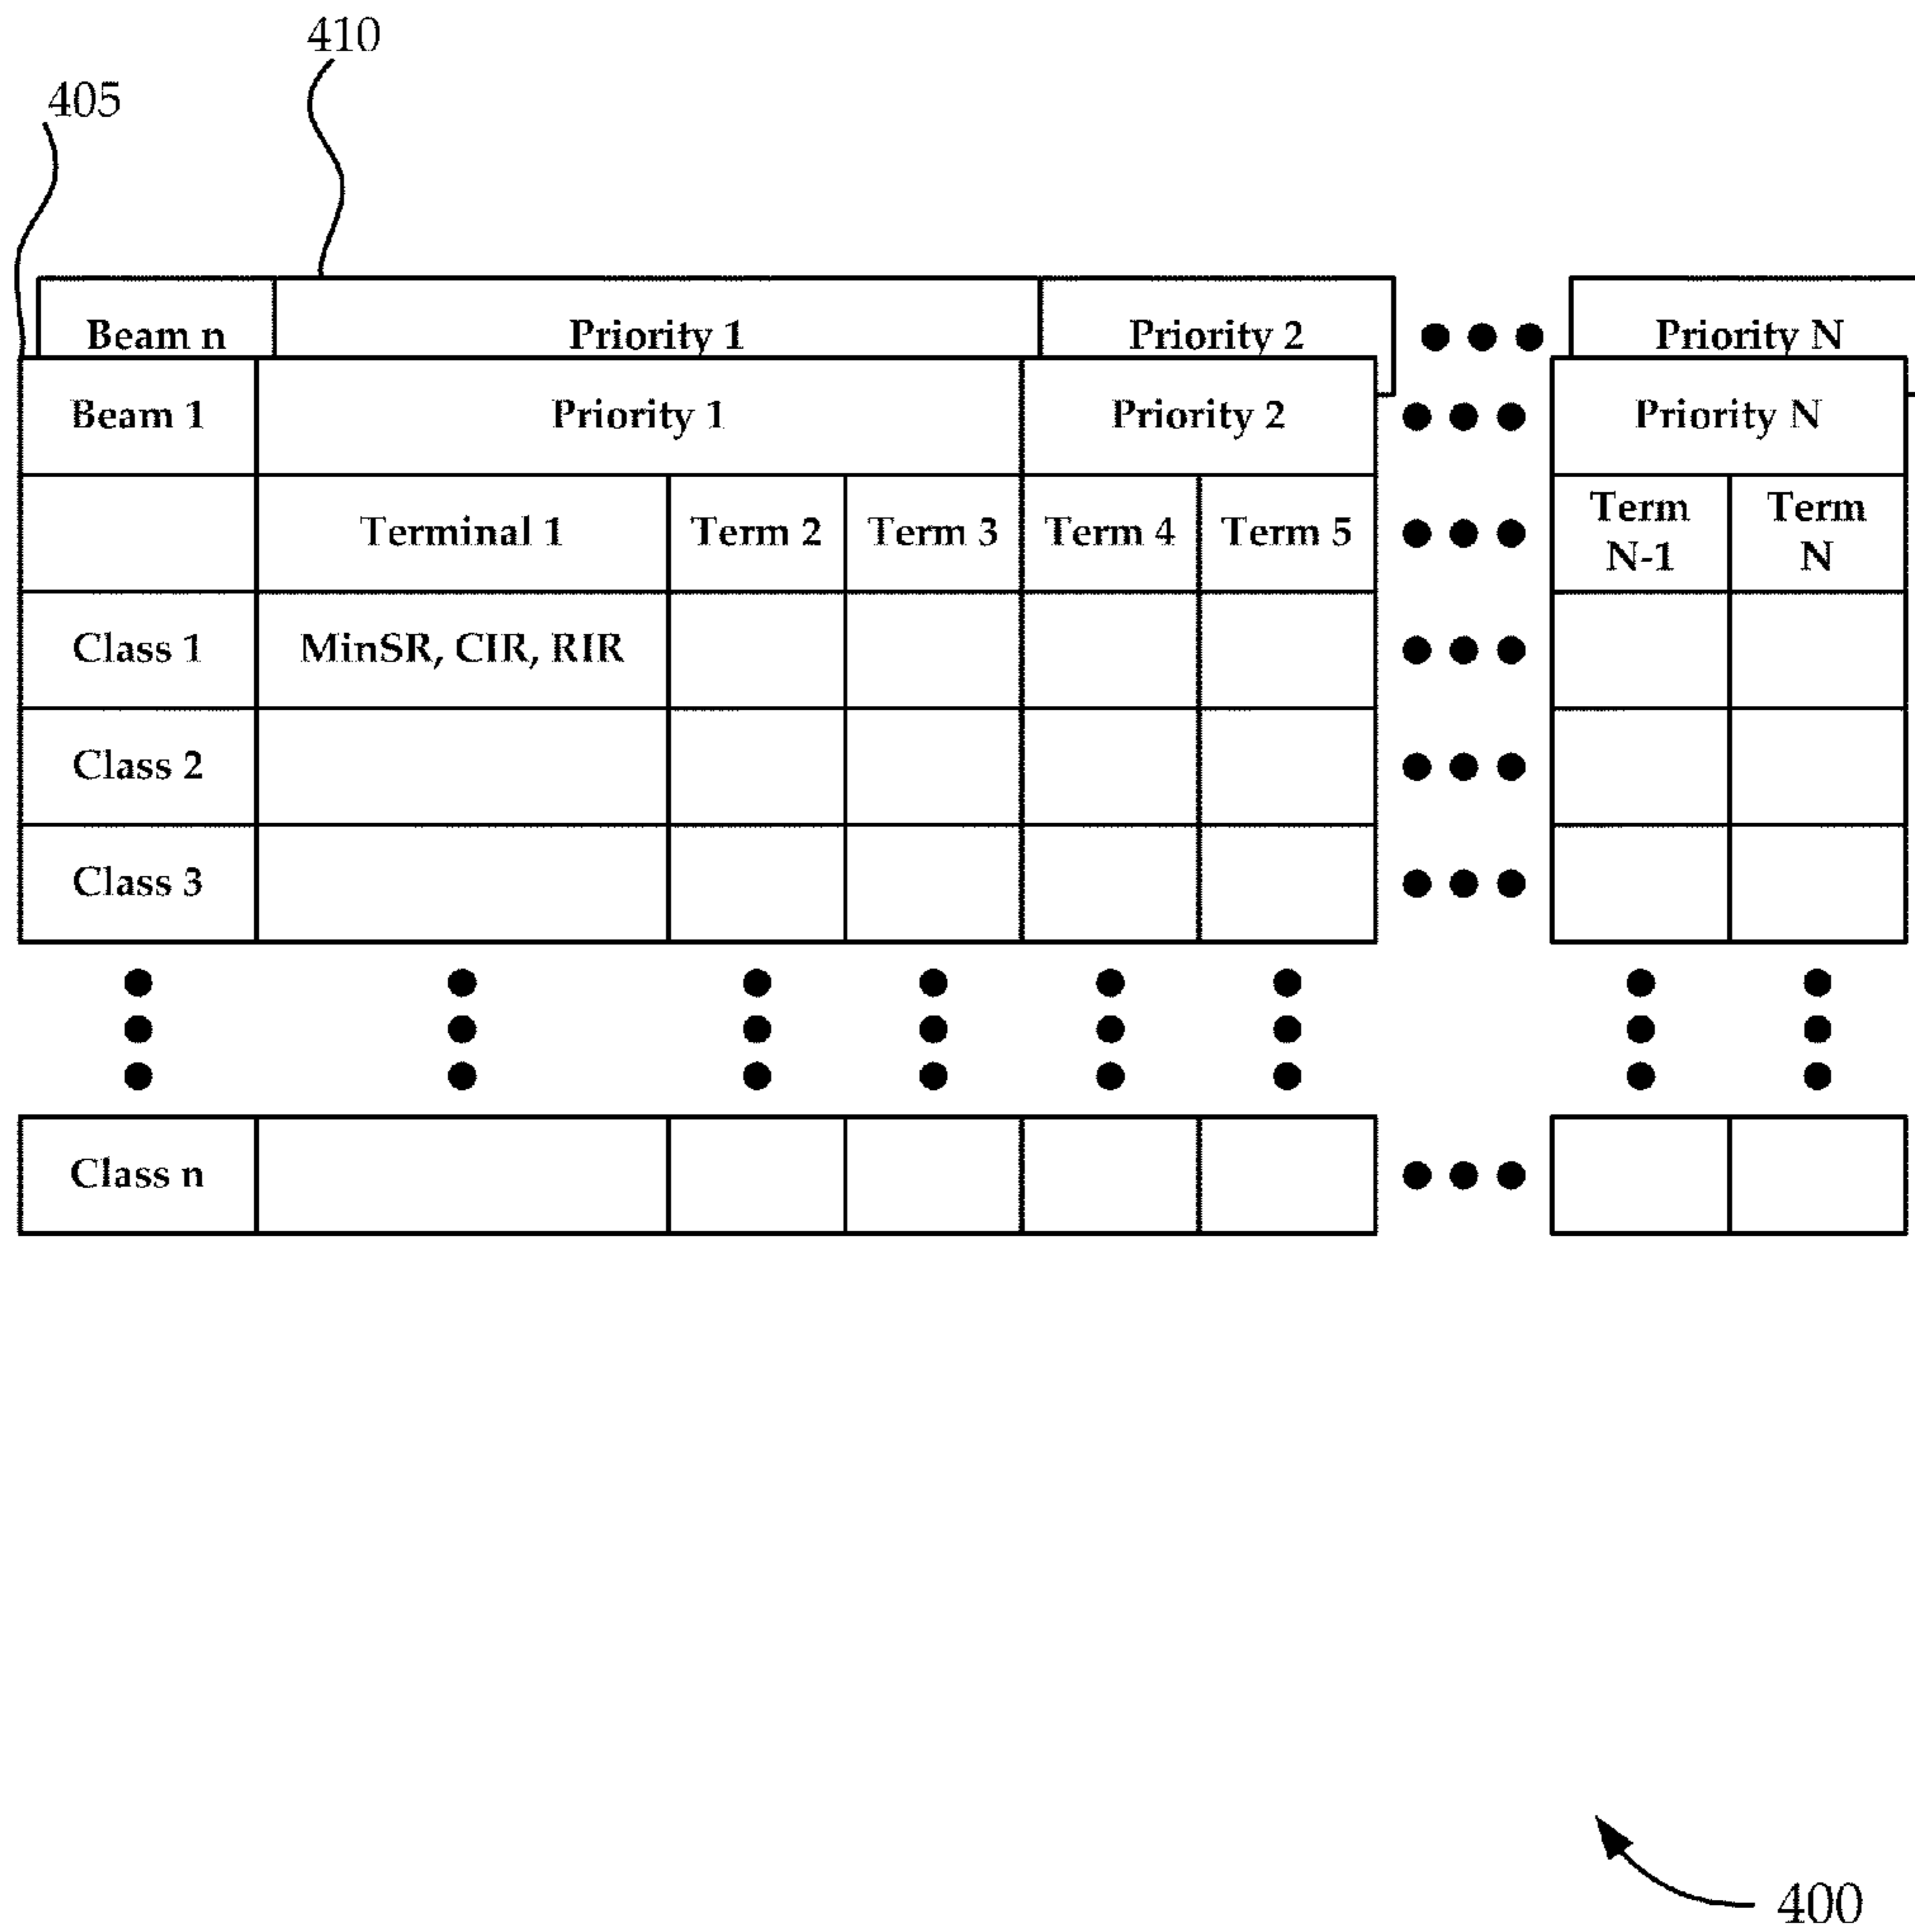 410
405
Beam n Priority 1 Priority 2 Priority N
Beam 1 Priority 1 Priority 2 Priority N
Terminal 1 Term 2 Term 3 Term 4 Term 5 Term N-1 Term N
Class 1 MinSR, CIR, RIR
Class 2
Class 3
Class n
400